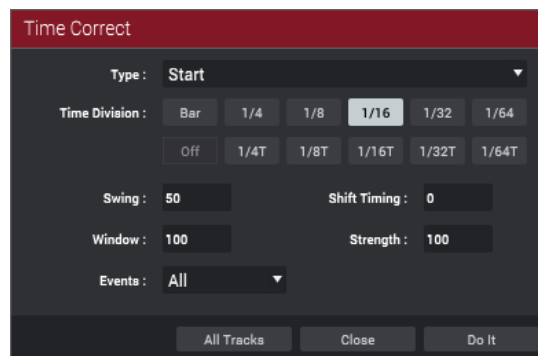 Time Correct
Type : Start
Time Division : Bar 1/4 1/8 1/16 1/32 1/64
Off 1/4T 1/8T 1/16T 1/32T 1/64T
Swing : 50 Shift Timing : 0
Window : 100 Strength : 100
Events : All
All Tracks Close Do It